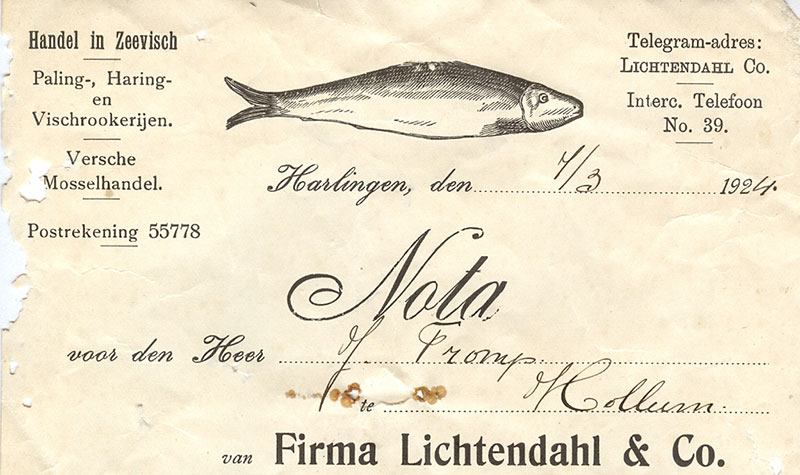 Handel in Zeevisch
Paling-, Haring-
en
Vischrookerijen.
Versche
Mosselhandel.
Postrekening 55778
Telegram-adres:
LICHTENDAHL Co.
Interc. Telefoon
No. 39.
Harlingen, den 7/3 1924.
Nota
voor den Heer J. Tromp
te Hollum.
van Firma Lichtendahl & Co.